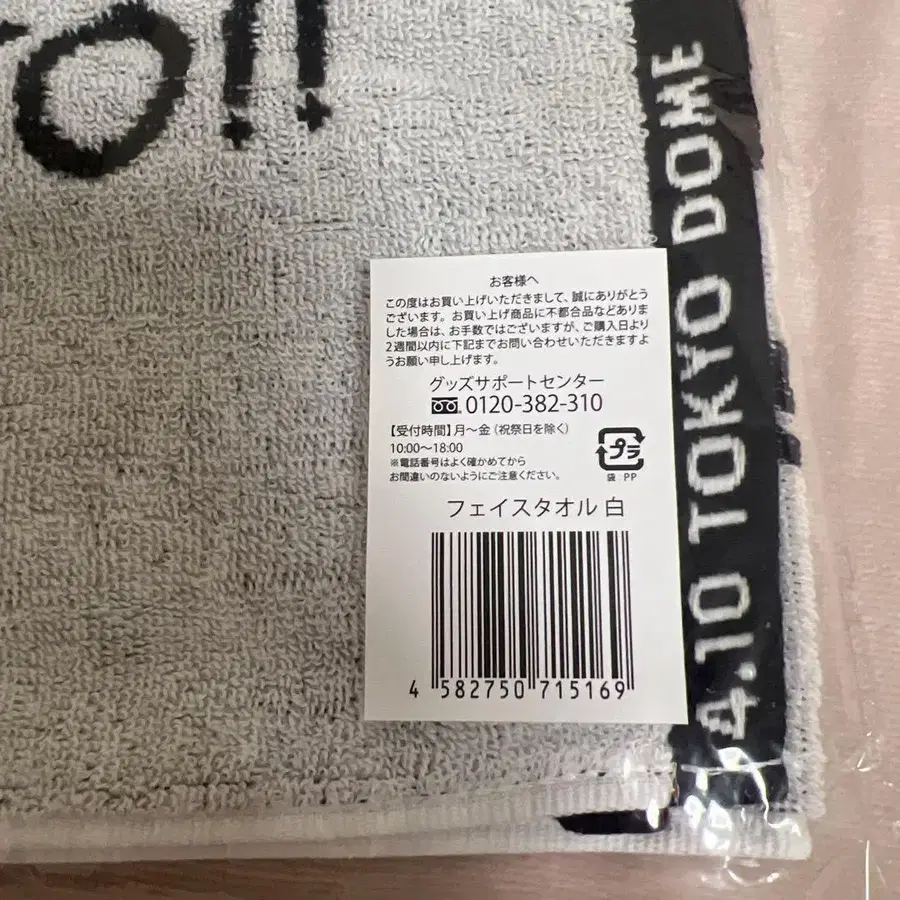 o!!
4.10 TOKYO DOME
お客様へ
この度はお買い上げいただきまして、誠にありがとう
ございます。お買い上げ商品に不都合品などありま
した場合は、お手数ではございますが、ご購入日より
2週間以内に下記までお問い合わせいただきますよ
うお願い申し上げます。
グッズサポートセンター
0120-382-310
【受付時間】月～金（祝祭日を除く）
10:00～18:00
※電話番号はよく確かめてから
お間違いのないようにご注意ください。
プラ
袋 PP
フェイスタオル 白
4 582750 715169